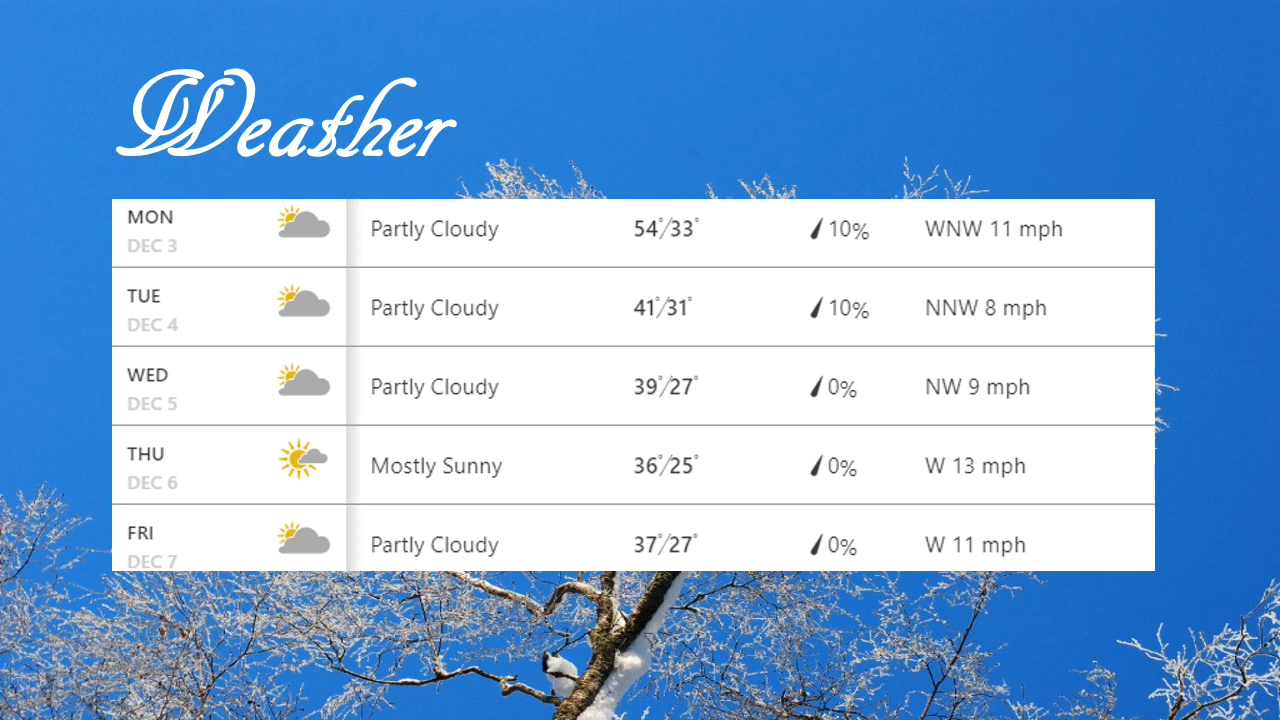 Weather
MON
DEC 3
Partly Cloudy 54°/33° 10% WNW 11 mph
TUE
DEC 4
Partly Cloudy 41°/31° 10% NNW 8 mph
WED
DEC 5
Partly Cloudy 39°/27° 0% NW 9 mph
THU
DEC 6
Mostly Sunny 36°/25° 0% W 13 mph
FRI
DEC 7
Partly Cloudy 37°/27° 0% W 11 mph